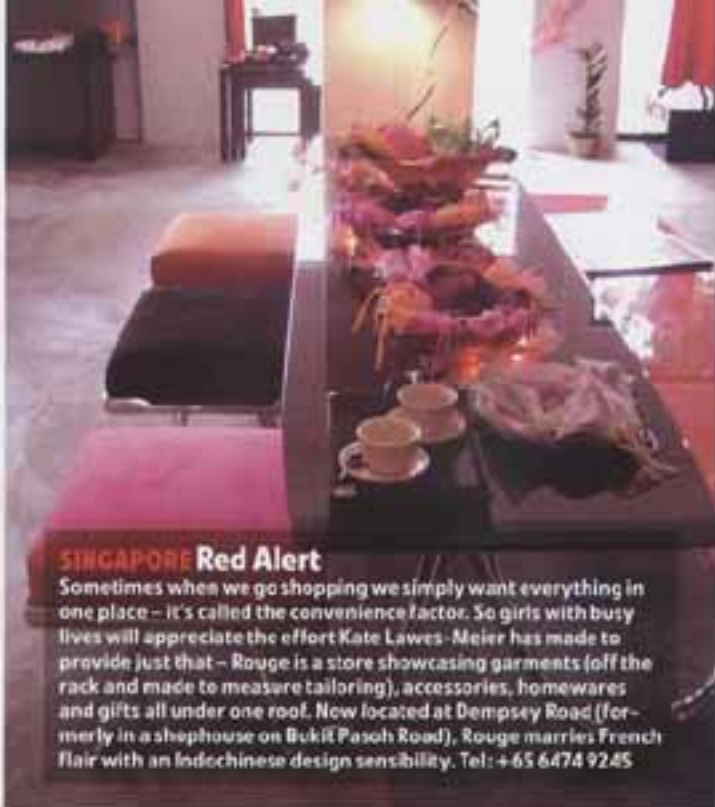 SINGAPORE Red Alert
Sometimes when we go shopping we simply want everything in
one place – it's called the convenience factor. So girls with busy
lives will appreciate the effort Kate Lawes-Meier has made to
provide just that – Rouge is a store showcasing garments (off the
rack and made to measure tailoring), accessories, homewares
and gifts all under one roof. Now located at Dempsey Road (for-
merly in a shophouse on Bukit Pasoh Road), Rouge marries French
flair with an Indochinese design sensibility. Tel: +65 6474 9245